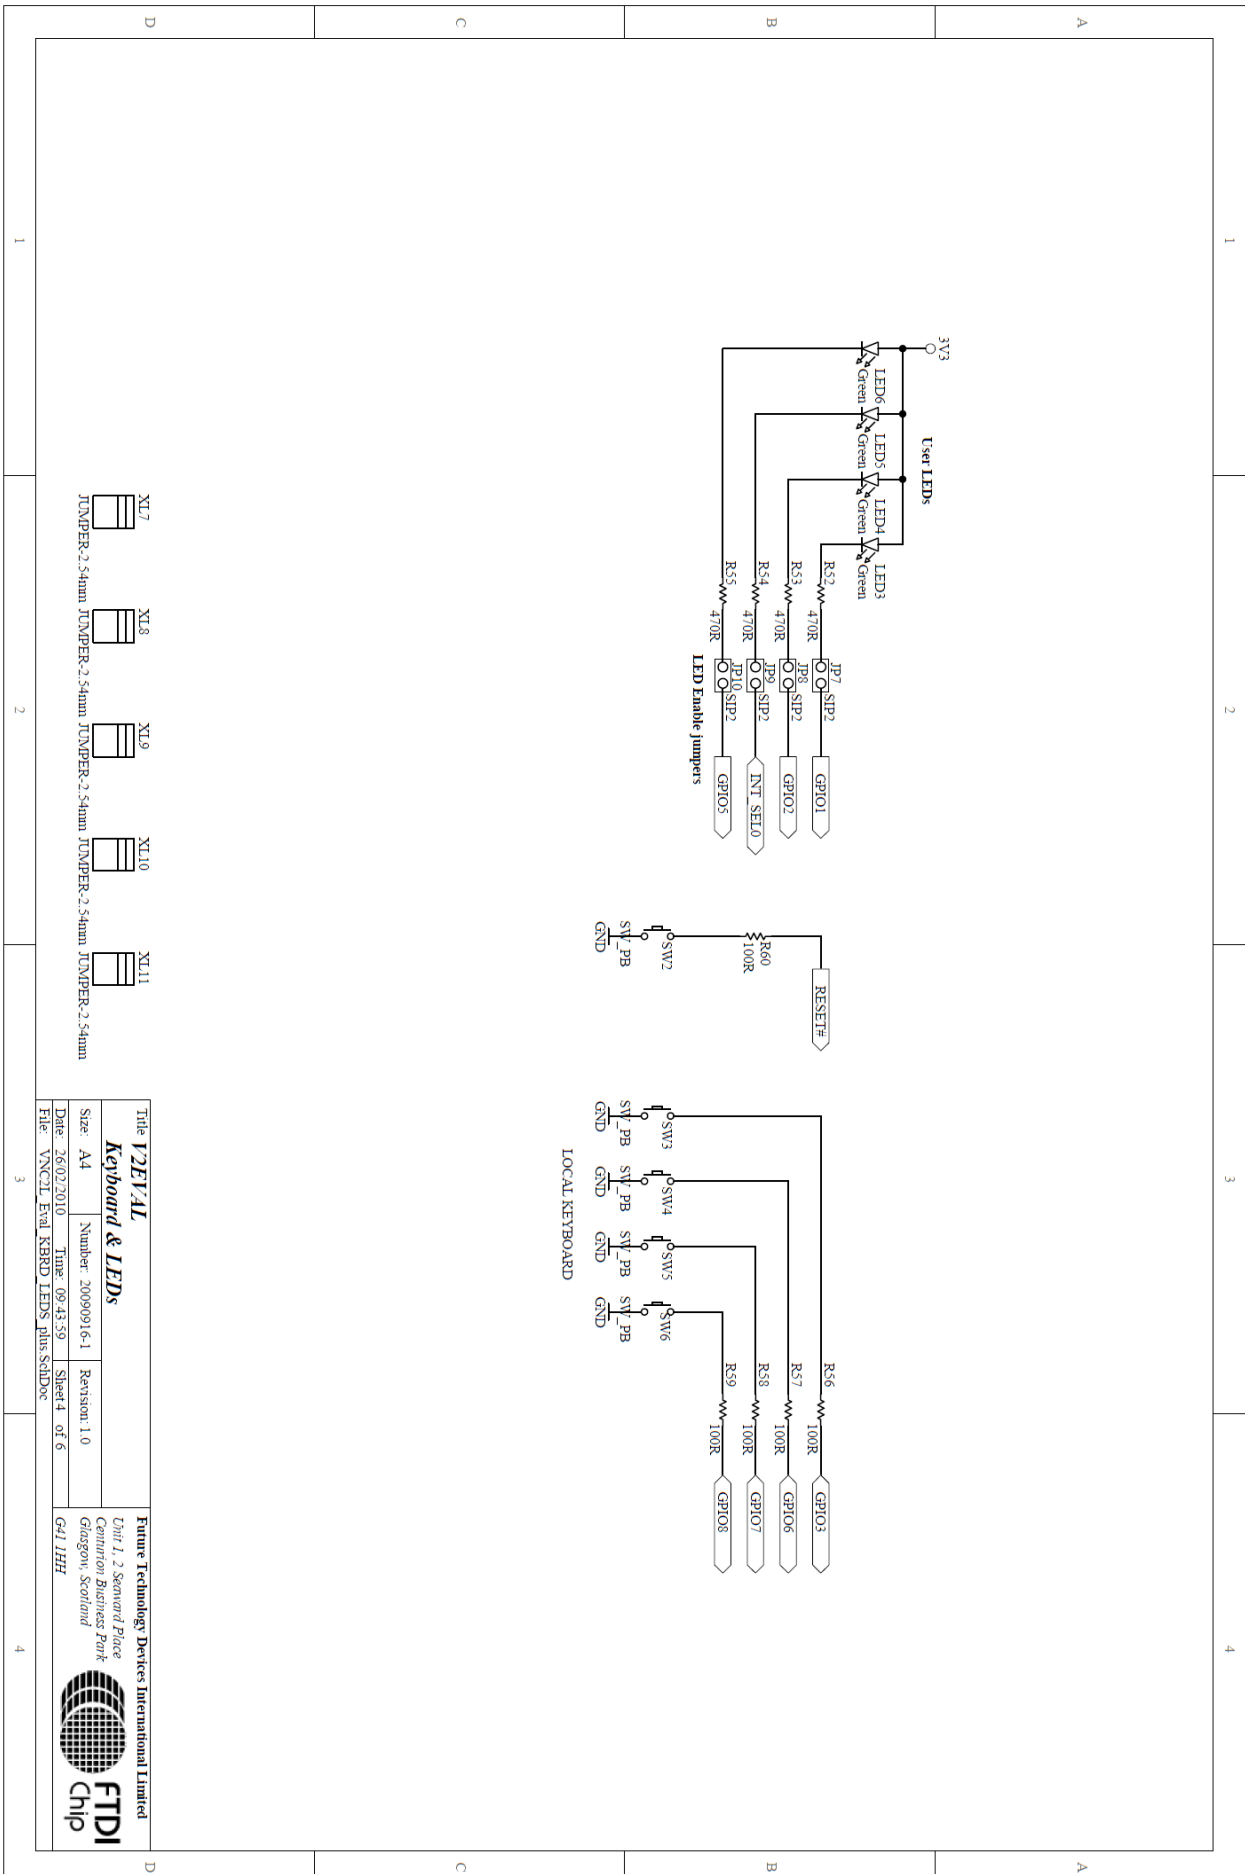 1
2
3
4
A
A
B
B
C
C
D
D
1
2
3
4
3V3
User LEDs
LED6
Green
LED5
Green
LED4
Green
LED3
Green
R52
470R
JP7
SIP2
GPIO1
R53
470R
JP8
SIP2
GPIO2
R54
470R
JP9
SIP2
INT_SEL0
R55
470R
JP10
SIP2
GPIO5
LED Enable jumpers
RESET#
R60
100R
SW2
SW_PB
GND
SW3
SW_PB
GND
SW4
SW_PB
GND
SW5
SW_PB
GND
SW6
SW_PB
GND
LOCAL KEYBOARD
R56
100R
GPIO3
R57
100R
GPIO6
R58
100R
GPIO7
R59
100R
GPIO8
XL7
JUMPER-2.54mm
XL8
JUMPER-2.54mm
XL9
JUMPER-2.54mm
XL10
JUMPER-2.54mm
XL11
JUMPER-2.54mm
Title V2EVAL
Keyboard & LEDs
Size: A4
Number: 20090916-1
Revision: 1.0
Date: 26/02/2010
Time: 09:43:59
Sheet 4 of 6
File: VNC2L_Eval_KBRD_LEDS_plus.SchDoc
Future Technology Devices International Limited
Unit 1, 2 Seaward Place
Centurion Business Park
Glasgow, Scotland
G41 1HH
FTDI
Chip